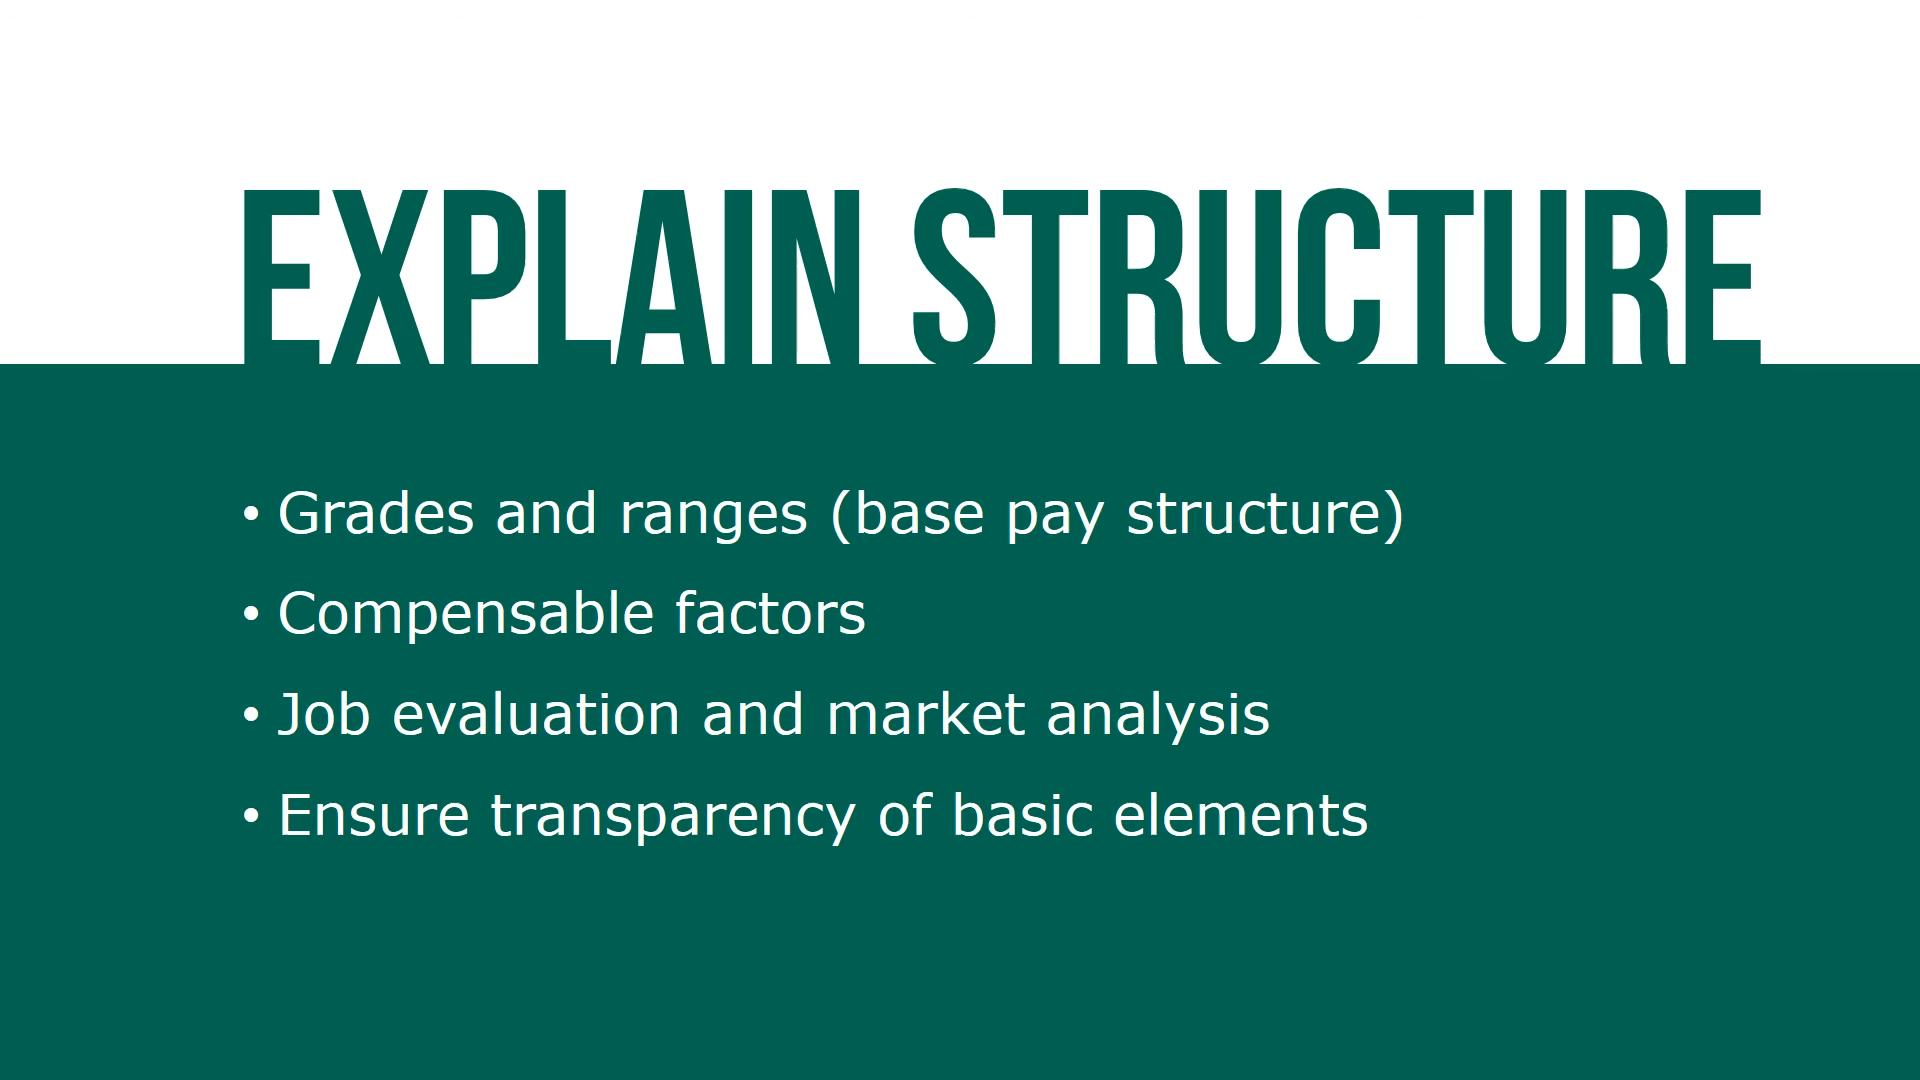 EXPLAIN STRUCTURE
• Grades and ranges (base pay structure)
• Compensable factors
• Job evaluation and market analysis
• Ensure transparency of basic elements